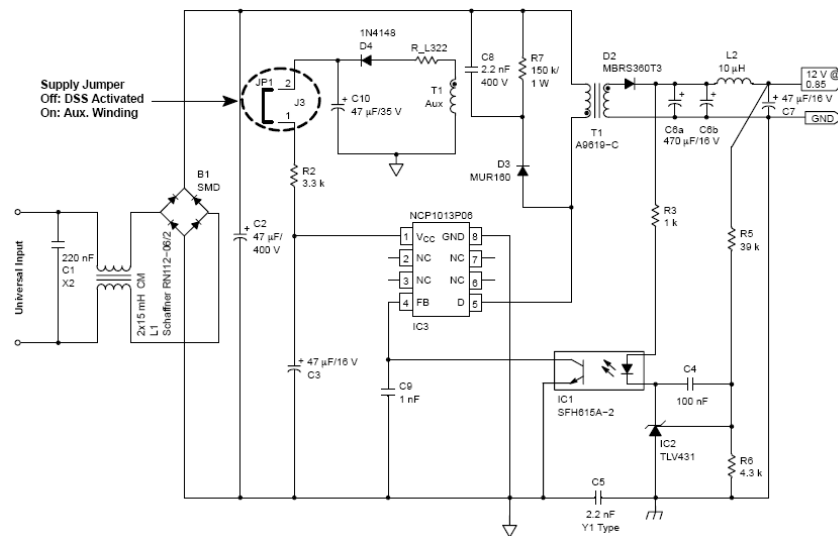 Supply Jumper
Off: DSS Activated
On: Aux. Winding
JP1
2
J3
1
1N4148
D4
R_L322
C10
47 µF/35 V
T1
Aux
C8
2.2 nF
400 V
R7
150 k/
1 W
D2
MBRS360T3
L2
10 µH
12 V @
0.85
47 µF/16 V
C7
GND
C6a
C6b
470 µF/16 V
T1
A9619-C
D3
MUR160
R2
3.3 k
B1
SMD
C2
47 µF/
400 V
Universal Input
220 nF
C1
X2
2x15 mH CM
L1
Schaffner RN112-06/2
NCP1013P06
1
VCC
GND
8
2
NC
NC
7
3
NC
NC
6
4
FB
D
5
IC3
R3
1 k
R5
39 k
47 µF/16 V
C3
C9
1 nF
IC1
SFH615A-2
C4
100 nF
IC2
TLV431
R6
4.3 k
C5
2.2 nF
Y1 Type